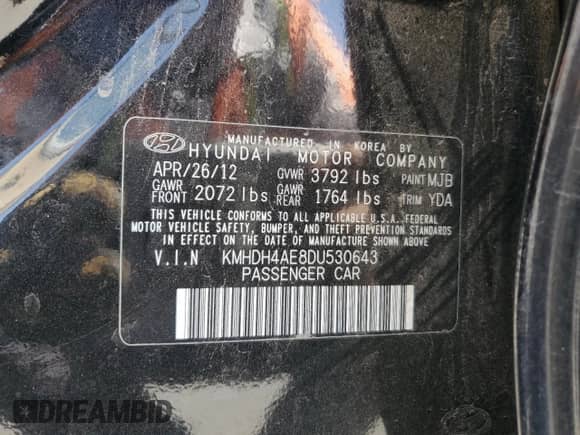 MANUFACTURED IN KOREA BY
HYUNDAI MOTOR COMPANY
APR/26/12 GVWR 3792 lbs PAINT MJB
GAWR FRONT 2072 lbs GAWR REAR 1764 lbs TRIM YDA
THIS VEHICLE CONFORMS TO ALL APPLICABLE U.S.A. FEDERAL
MOTOR VEHICLE SAFETY, BUMPER, AND THEFT PREVENTION STANDARDS
IN EFFECT ON THE DATE OF MANUFACTURE SHOWN ABOVE
V.I.N KMHDH4AE8DU530643
PASSENGER CAR
DREAMBID